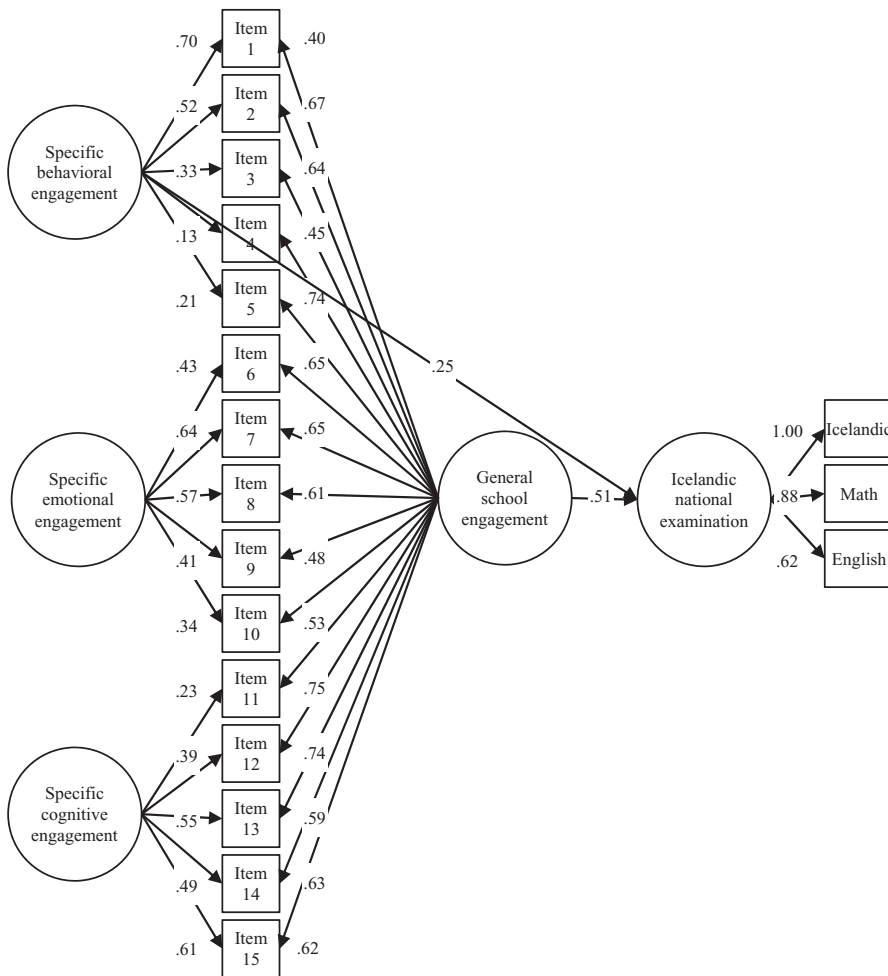 Item
1
.70
.40
Item
2
.52
.67
Item
3
.33
.64
Item
4
.13
.45
Item
5
.21
.74
Specific
behavioral
engagement
Item
6
.43
.65
Item
7
.64
.65
Item
8
.57
.61
Item
9
.41
.48
Item
10
.34
.53
Specific
emotional
engagement
Item
11
.23
.75
Item
12
.39
.74
Item
13
.55
.59
Item
14
.49
.63
Item
15
.61
.62
Specific
cognitive
engagement
General
school
engagement
.25
.51
Icelandic
national
examination
1.00
Icelandic
.88
Math
.62
English